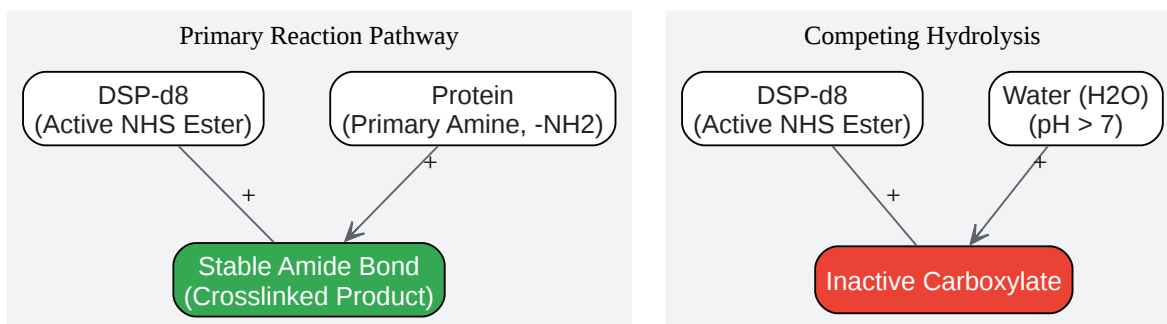 Primary Reaction Pathway
DSP-d8
(Active NHS Ester)
Protein
(Primary Amine, -NH2)
+
+
Stable Amide Bond
(Crosslinked Product)
Competing Hydrolysis
DSP-d8
(Active NHS Ester)
Water (H2O)
(pH > 7)
+
+
Inactive Carboxylate